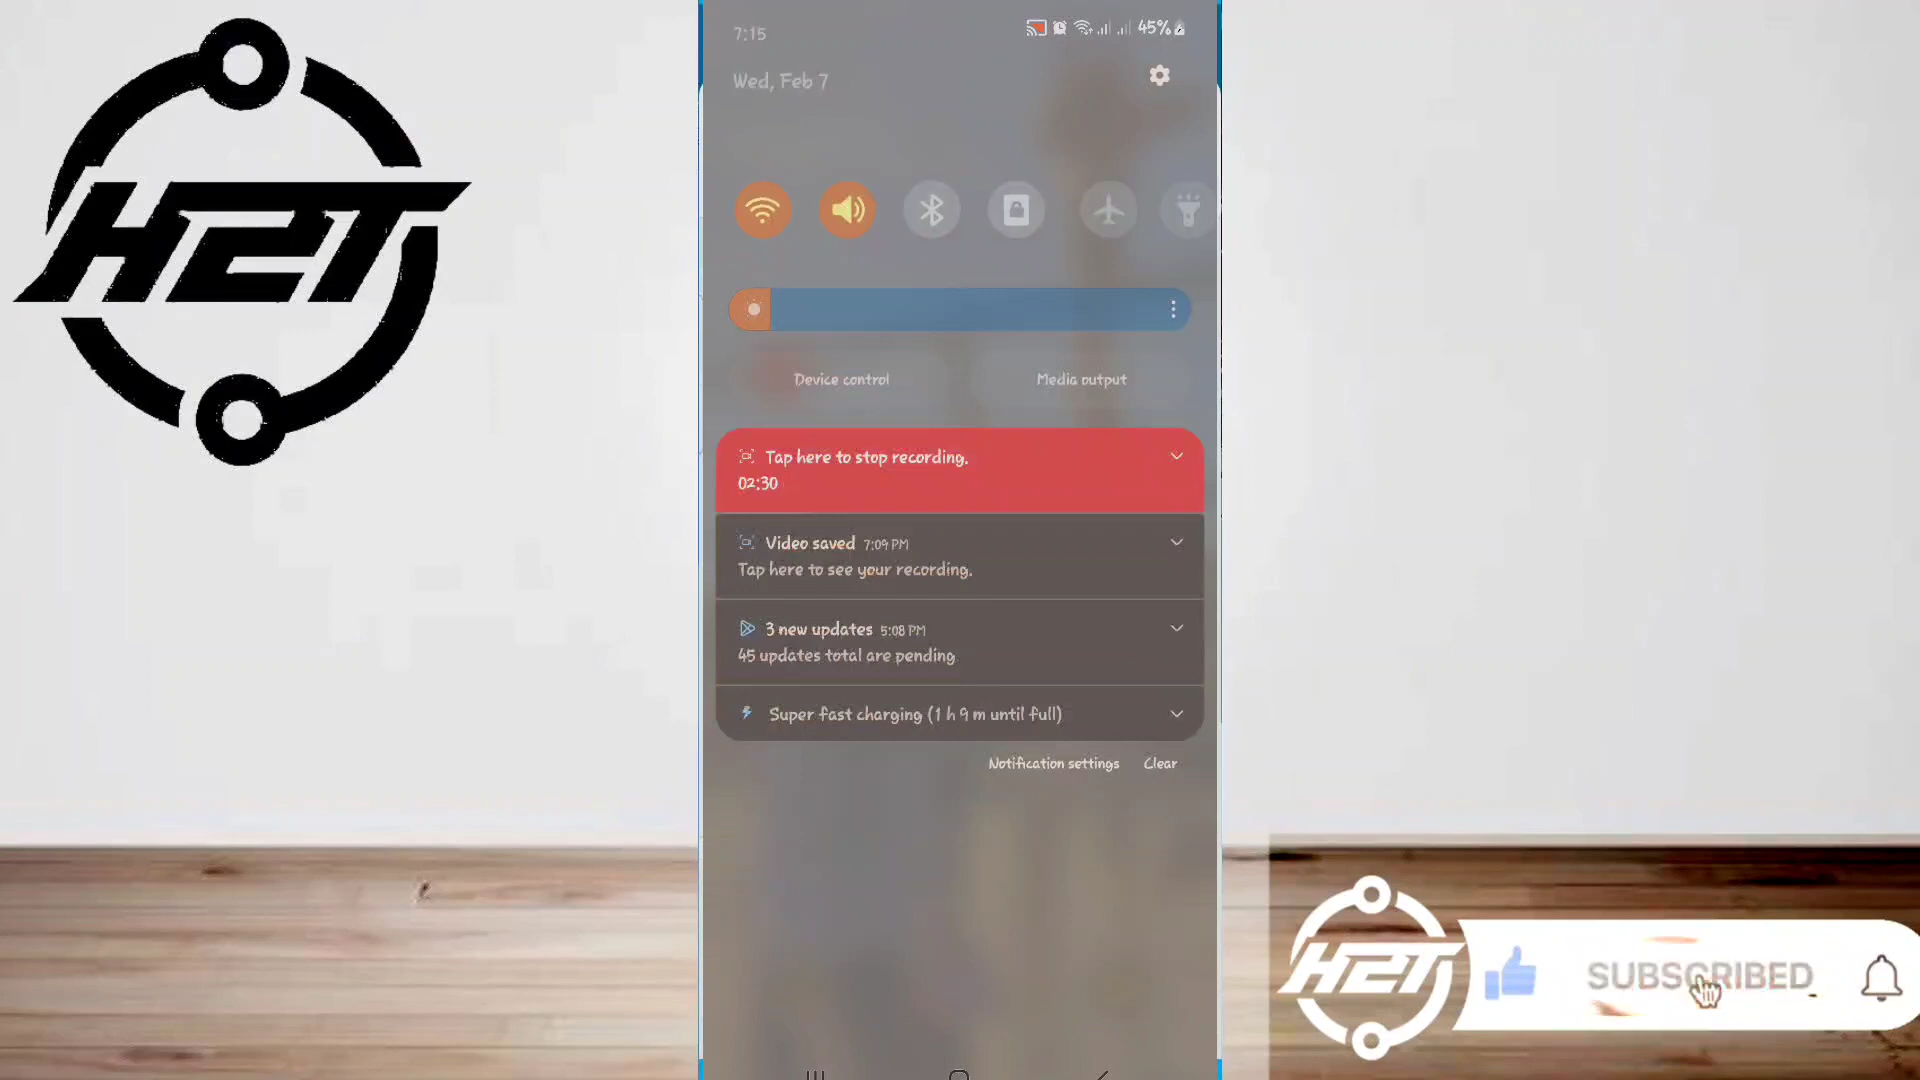 H2T
7:15
45%
Wed, Feb 7
Device control
Media output
Tap here to stop recording.
02:30
Video saved 7:09 PM
Tap here to see your recording.
3 new updates 5:08 PM
45 updates total are pending
Super fast charging (1 h 9 m until full)
Notification settings
Clear
H2T
SUBSCRIBED